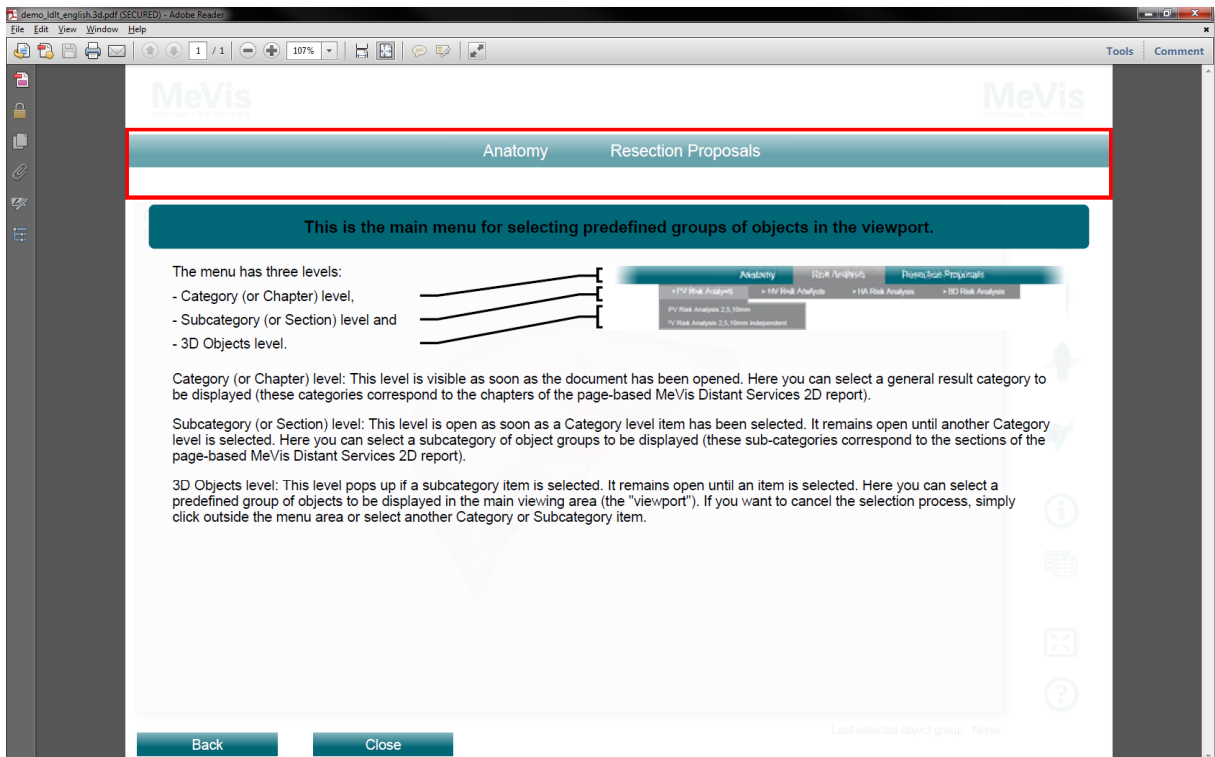 demo_ldlt_english.3d.pdf (SECURED) - Adobe Reader
File Edit View Window Help
1 / 1 107% Tools Comment
MeVis MeVis
DISTANT SERVICES MEDICAL SOLUTIONS
Anatomy Resection Proposals
This is the main menu for selecting predefined groups of objects in the viewport.
The menu has three levels:
- Category (or Chapter) level,
- Subcategory (or Section) level and
- 3D Objects level.
Anatomy Risk Analysis Resection Proposals
PV Risk Analysis HV Risk Analysis HA Risk Analysis BD Risk Analysis
PV Risk Analysis 2,5,10mm
PV Risk Analysis 2,5,10mm independent
Category (or Chapter) level: This level is visible as soon as the document has been opened. Here you can select a general result category to
be displayed (these categories correspond to the chapters of the page-based MeVis Distant Services 2D report).
Subcategory (or Section) level: This level is open as soon as a Category level item has been selected. It remains open until another Category
level is selected. Here you can select a subcategory of object groups to be displayed (these sub-categories correspond to the sections of the
page-based MeVis Distant Services 2D report).
3D Objects level: This level pops up if a subcategory item is selected. It remains open until an item is selected. Here you can select a
predefined group of objects to be displayed in the main viewing area (the "viewport"). If you want to cancel the selection process, simply
click outside the menu area or select another Category or Subcategory item.
Last selected object group: None
Back Close